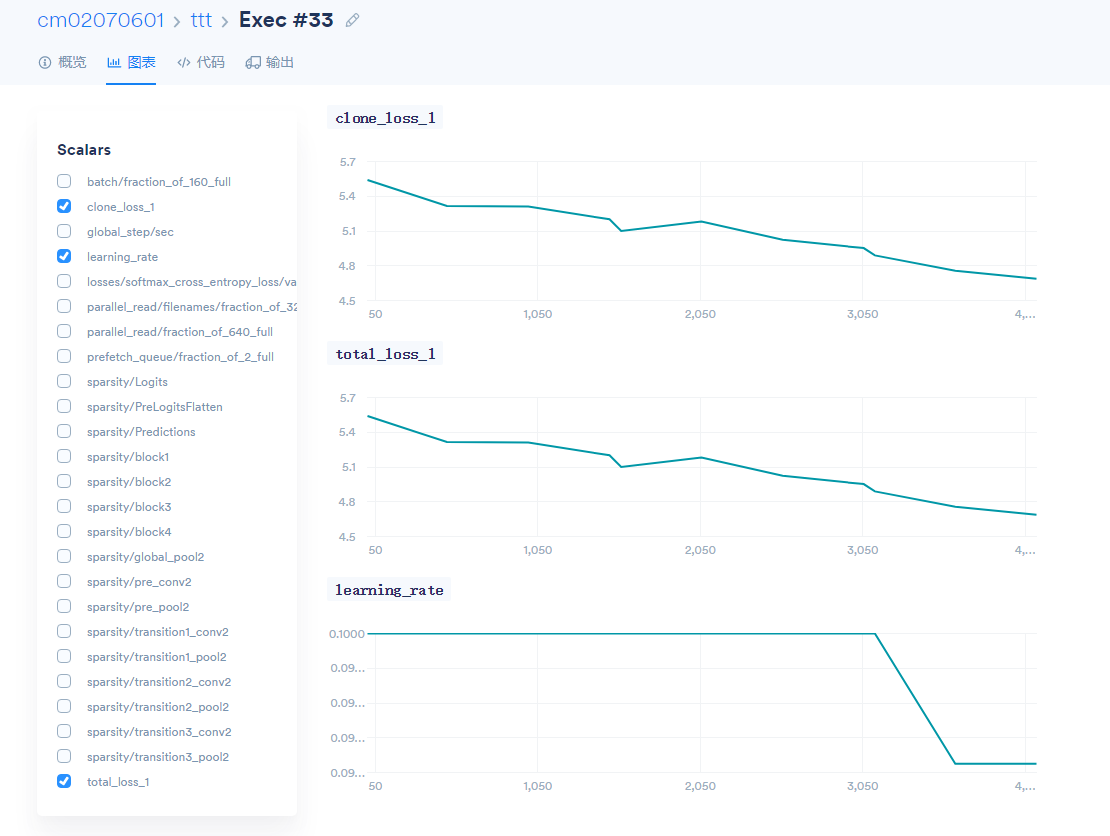 cm02070601 > ttt > Exec #33
概览 图表 </> 代码 输出
Scalars
batch/fraction_of_160_full
clone_loss_1
global_step/sec
learning_rate
losses/softmax_cross_entropy_loss/va
parallel_read/filenames/fraction_of_32
parallel_read/fraction_of_640_full
prefetch_queue/fraction_of_2_full
sparsity/Logits
sparsity/PreLogitsFlatten
sparsity/Predictions
sparsity/block1
sparsity/block2
sparsity/block3
sparsity/block4
sparsity/global_pool2
sparsity/pre_conv2
sparsity/pre_pool2
sparsity/transition1_conv2
sparsity/transition1_pool2
sparsity/transition2_conv2
sparsity/transition2_pool2
sparsity/transition3_conv2
sparsity/transition3_pool2
total_loss_1
clone_loss_1
5.7
5.4
5.1
4.8
4.5
50 1,050 2,050 3,050 4,...
total_loss_1
5.7
5.4
5.1
4.8
4.5
50 1,050 2,050 3,050 4,...
learning_rate
0.1000
0.09...
0.09...
0.09...
0.09...
50 1,050 2,050 3,050 4,...